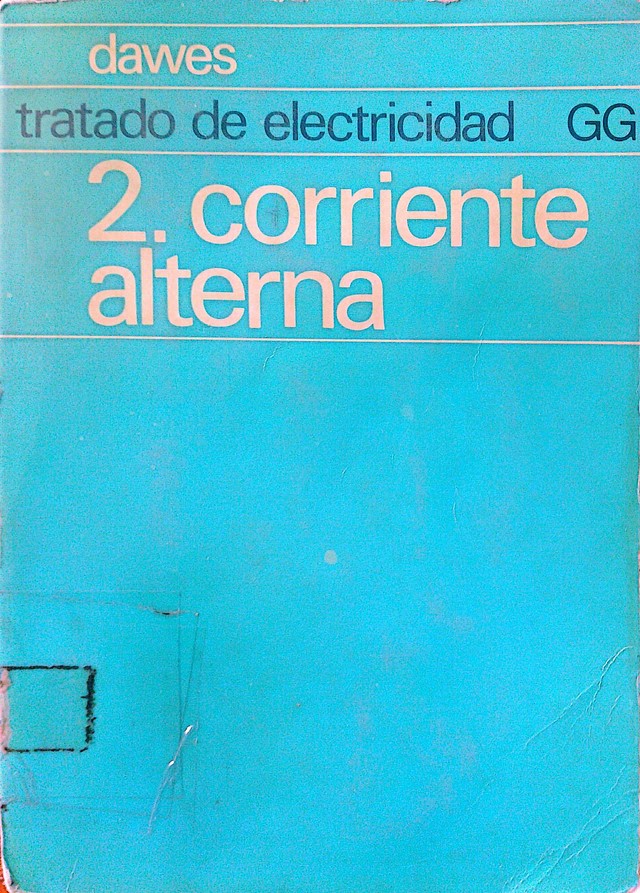 dawes
tratado de electricidad GG
2. corriente
alterna